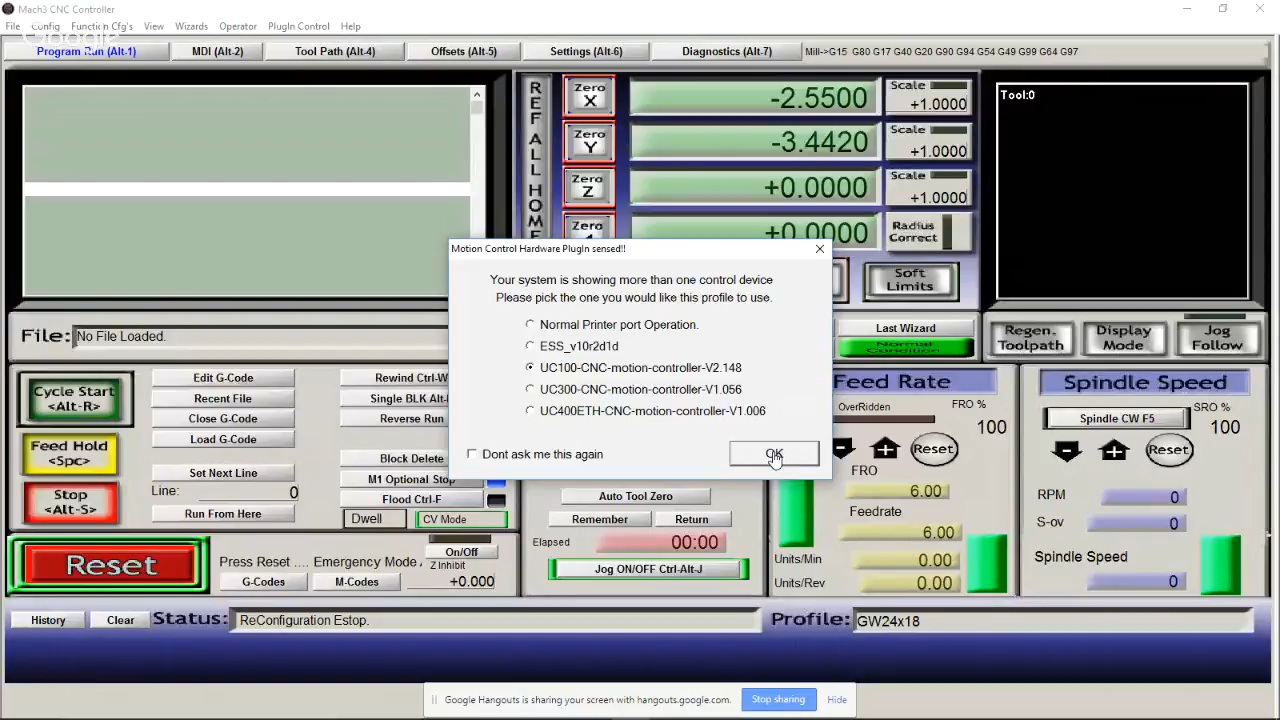 Mach3 CNC Controller
File Config Function Cfg's View Wizards Operator PlugIn Control Help
Program Run (Alt-1) MDI (Alt-2) Tool Path (Alt-4) Offsets (Alt-5) Settings (Alt-6) Diagnostics (Alt-7) Mill->G15 G80 G17 G40 G20 G90 G94 G54 G49 G99 G64 G97
REF ALL HOME
Zero X -2.5500 Scale +1.0000
Zero Y -3.4420 Scale +1.0000
Zero Z +0.0000 Scale +1.0000
Zero +0.0000 Radius Correct
Soft Limits
Tool:0
Motion Control Hardware PlugIn sensed!!
Your system is showing more than one control device
Please pick the one you would like this profile to use.
Normal Printer port Operation.
ESS_v10r2d1d
UC100-CNC-motion-controller-V2.148
UC300-CNC-motion-controller-V1.056
UC400ETH-CNC-motion-controller-V1.006
Dont ask me this again OK
File: No File Loaded.
Last Wizard
Normal Condition
Regen. Toolpath Display Mode Jog Follow
Cycle Start <Alt-R>
Feed Hold <Spc>
Stop <Alt-S>
Edit G-Code
Recent File
Close G-Code
Load G-Code
Set Next Line
Line: 0
Run From Here
Rewind Ctrl-W
Single BLK Alt-
Reverse Run
Block Delete
M1 Optional Stop
Flood Ctrl-F
Dwell CV Mode
Auto Tool Zero
Remember Return
Elapsed 00:00
Jog ON/OFF Ctrl-Alt-J
Feed Rate
OverRidden FRO % 100
Reset
FRO 6.00
Feedrate 6.00
Units/Min 0.00
Units/Rev 0.00
Spindle Speed
Spindle CW F5 SRO % 100
Reset
RPM 0
S-ov 0
Spindle Speed 0
Reset
Press Reset .... Emergency Mode
G-Codes M-Codes
On/Off
Z Inhibit
+0.000
History Clear Status: ReConfiguration Estop. Profile: GW24x18
Google Hangouts is sharing your screen with hangouts.google.com. Stop sharing Hide